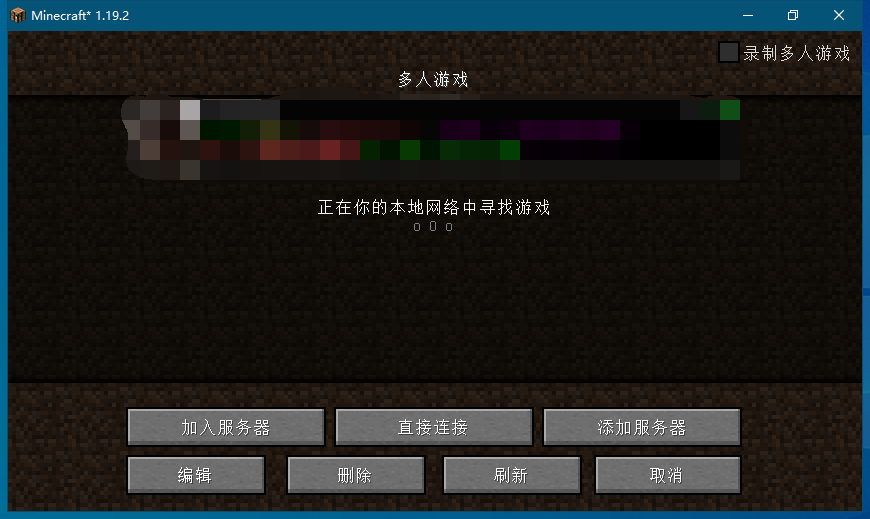 Minecraft* 1.19.2
录制多人游戏
多人游戏
正在你的本地网络中寻找游戏
o O o
加入服务器 直接连接 添加服务器
编辑 删除 刷新 取消